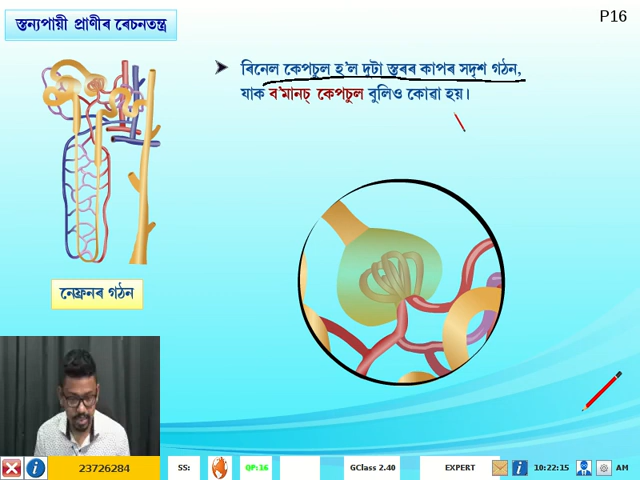 স্তন্যপায়ী প্ৰাণীৰ ৰেচনতন্ত্ৰ
P16
ৰিনেল কেপচুল হ'ল দুটা স্তৰৰ কাপৰ সদৃশ গঠন,
যাক ব'মানচ্ কেপচুল বুলিও কোৱা হয়।
নেফ্ৰনৰ গঠন
23726284 SS: QP:16 GClass 2.40 EXPERT 10:22:15 AM